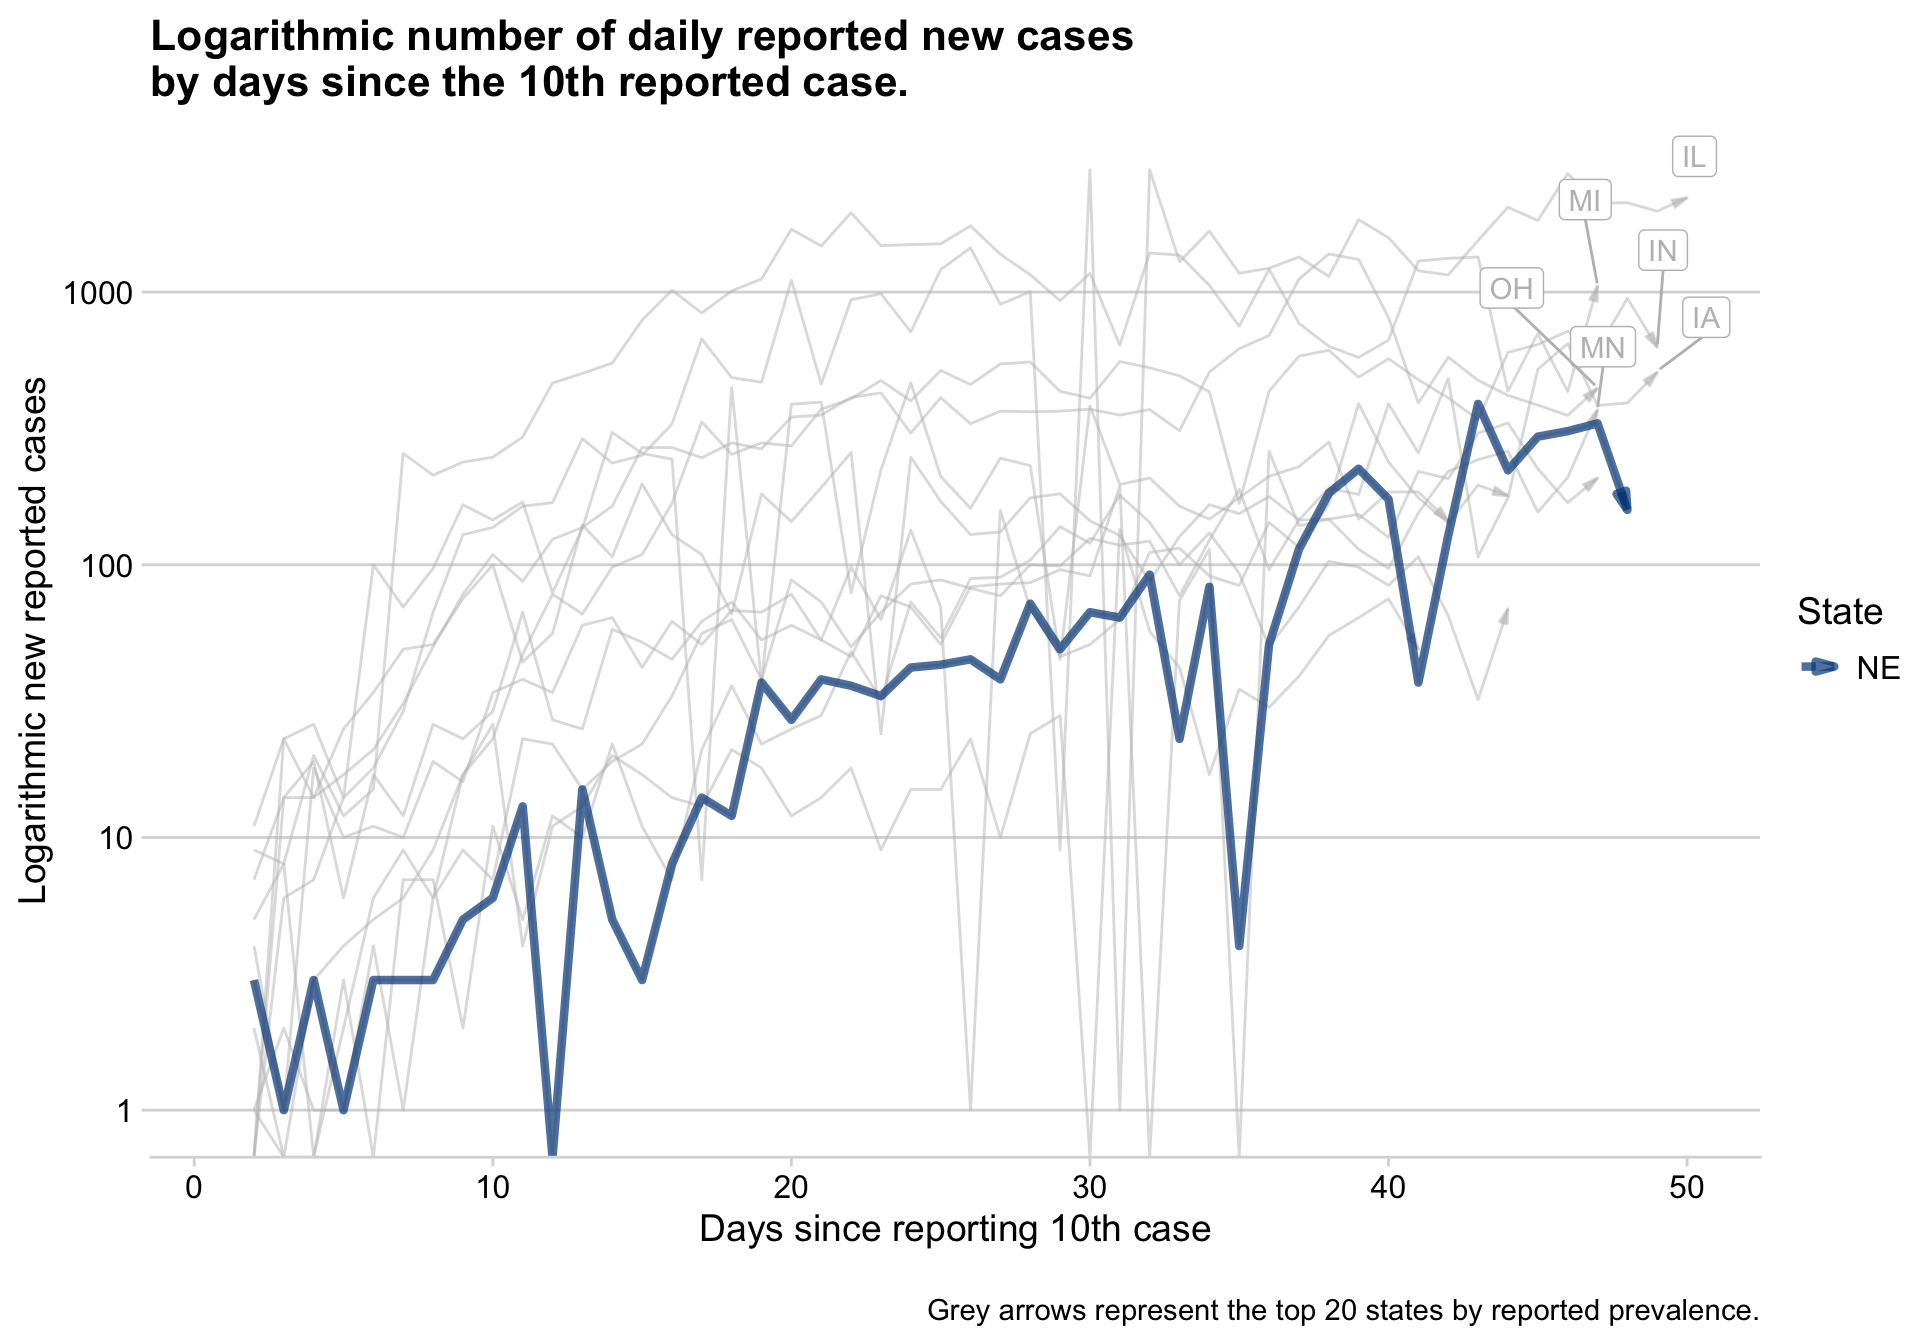 Logarithmic number of daily reported new cases
by days since the 10th reported case.
IL
MI
IN
OH
IA
MN
1000
100
10
1
Logarithmic new reported cases
State
NE
0 10 20 30 40 50
Days since reporting 10th case
Grey arrows represent the top 20 states by reported prevalence.